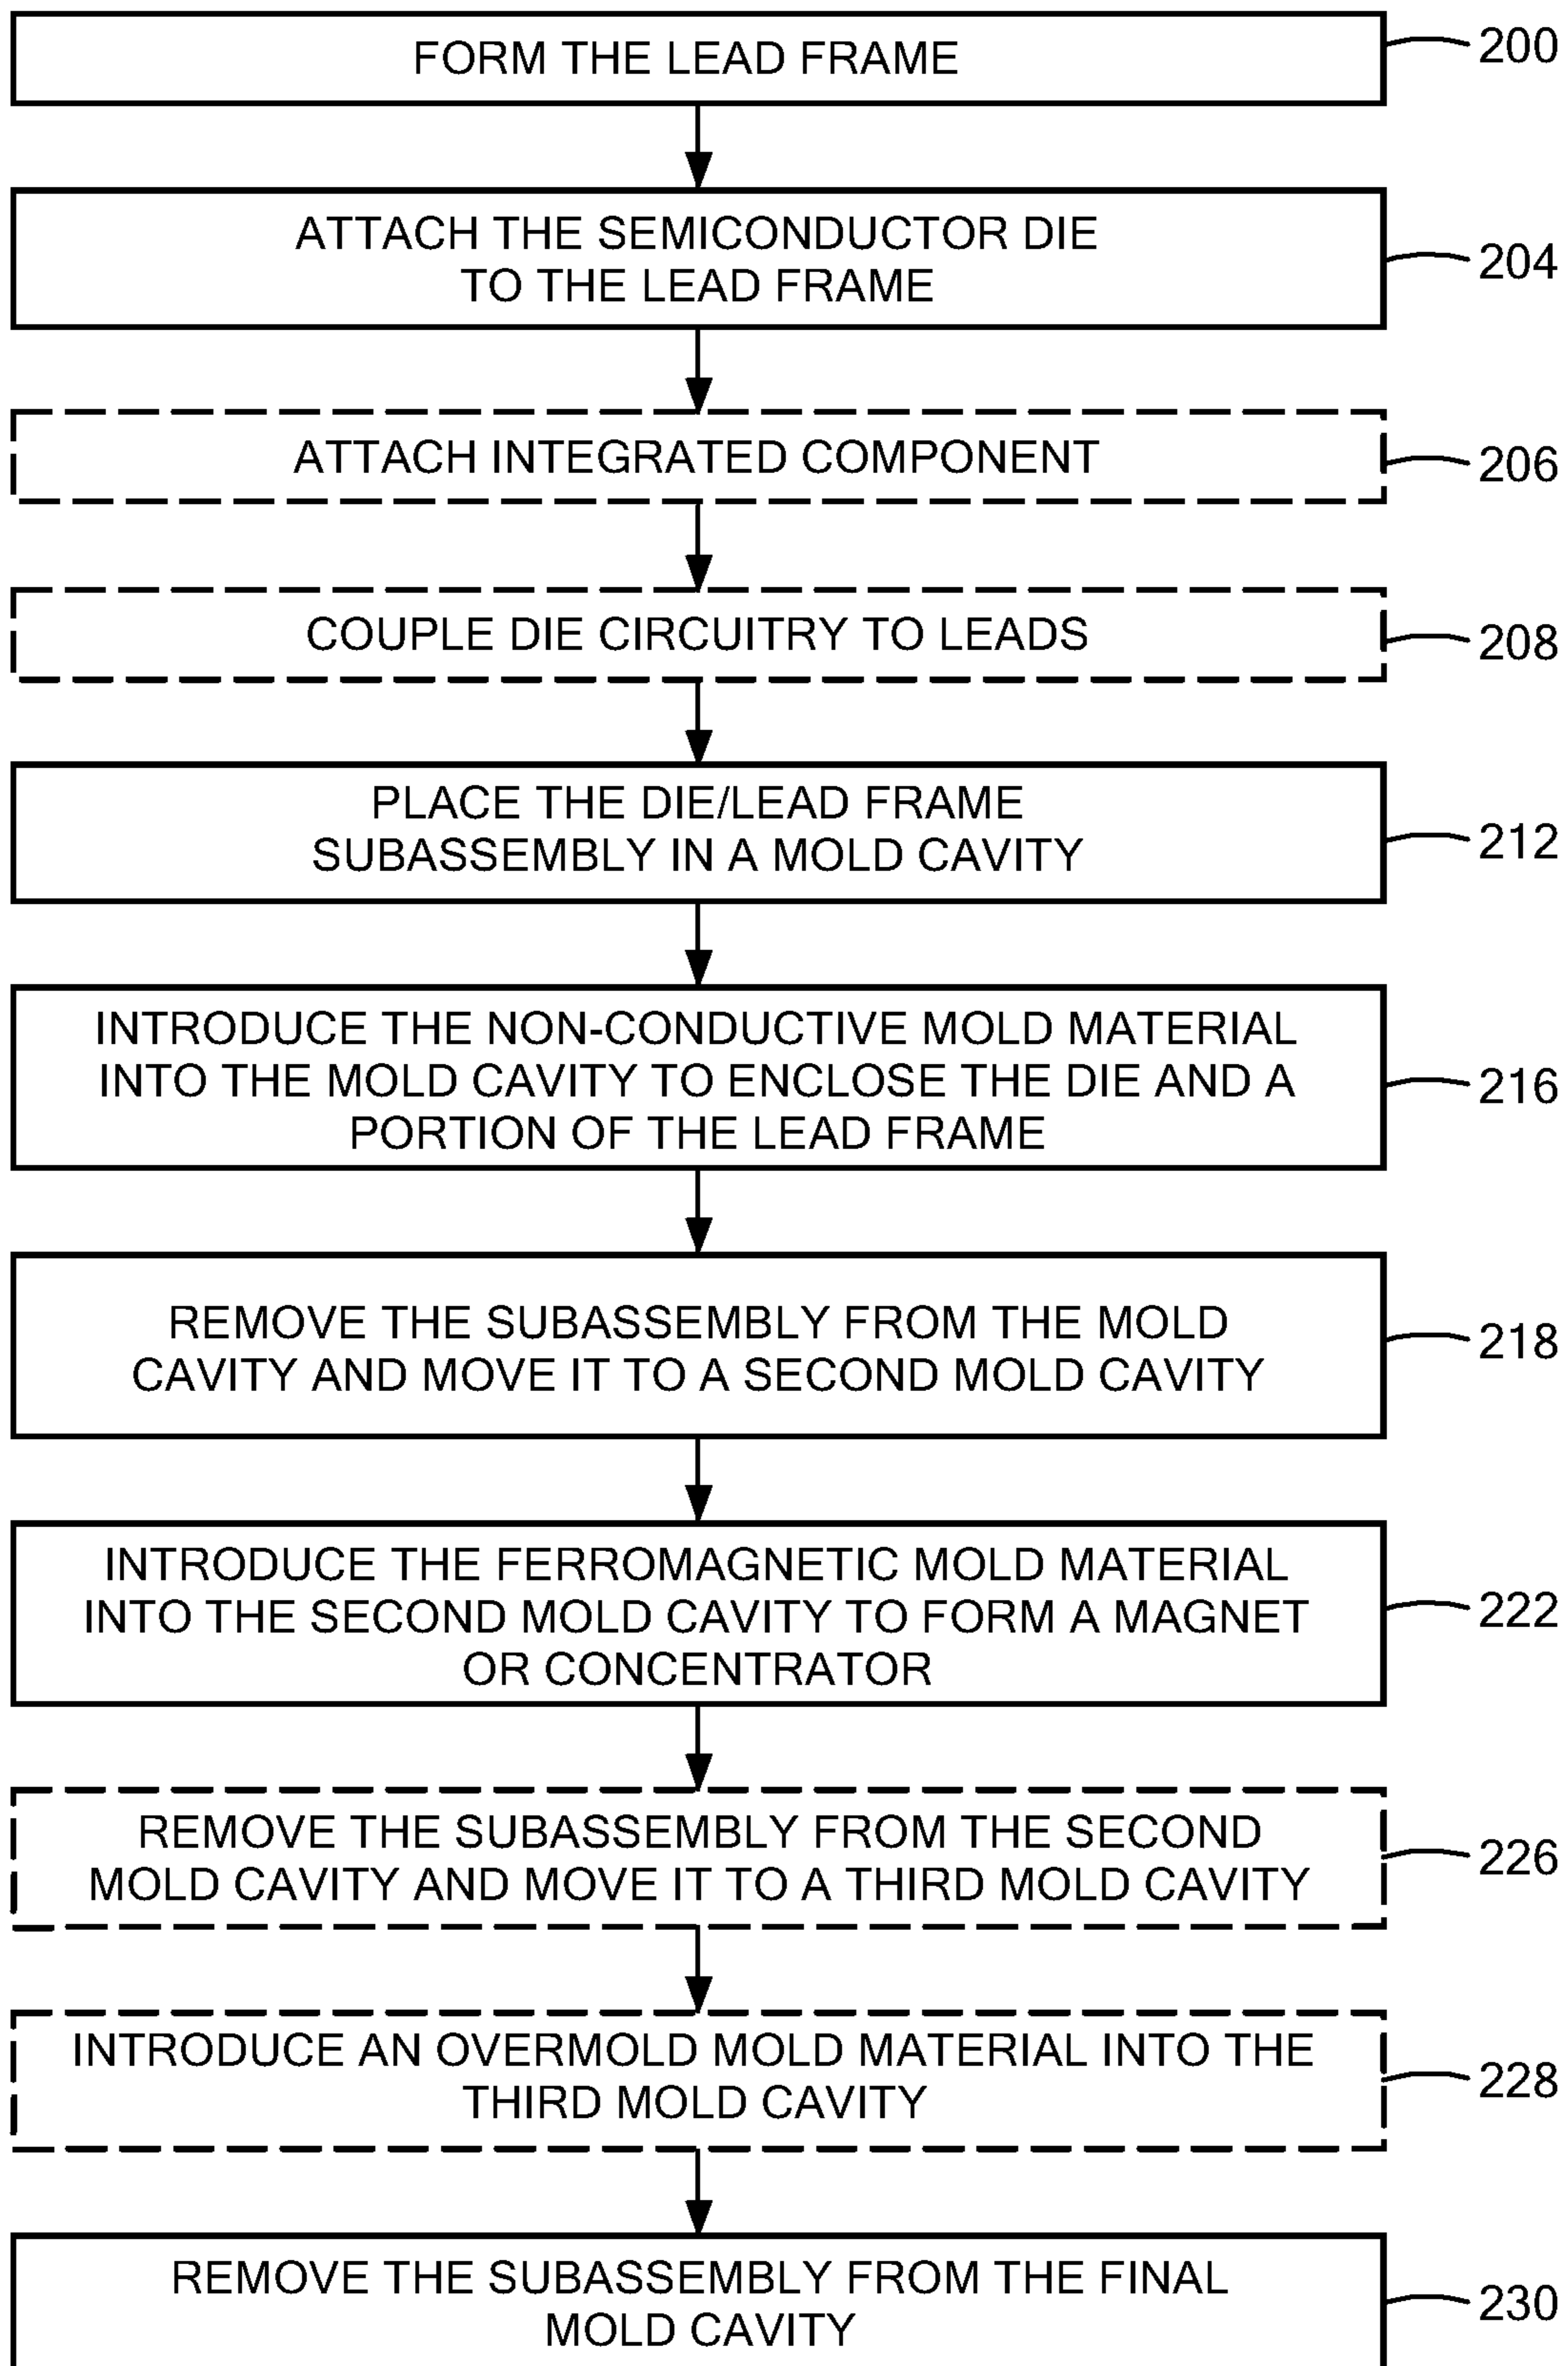 FORM THE LEAD FRAME
200
ATTACH THE SEMICONDUCTOR DIE
TO THE LEAD FRAME
204
ATTACH INTEGRATED COMPONENT
206
COUPLE DIE CIRCUITRY TO LEADS
208
PLACE THE DIE/LEAD FRAME
SUBASSEMBLY IN A MOLD CAVITY
212
INTRODUCE THE NON-CONDUCTIVE MOLD MATERIAL
INTO THE MOLD CAVITY TO ENCLOSE THE DIE AND A
PORTION OF THE LEAD FRAME
216
REMOVE THE SUBASSEMBLY FROM THE MOLD
CAVITY AND MOVE IT TO A SECOND MOLD CAVITY
218
INTRODUCE THE FERROMAGNETIC MOLD MATERIAL
INTO THE SECOND MOLD CAVITY TO FORM A MAGNET
OR CONCENTRATOR
222
REMOVE THE SUBASSEMBLY FROM THE SECOND
MOLD CAVITY AND MOVE IT TO A THIRD MOLD CAVITY
226
INTRODUCE AN OVERMOLD MOLD MATERIAL INTO THE
THIRD MOLD CAVITY
228
REMOVE THE SUBASSEMBLY FROM THE FINAL
MOLD CAVITY
230